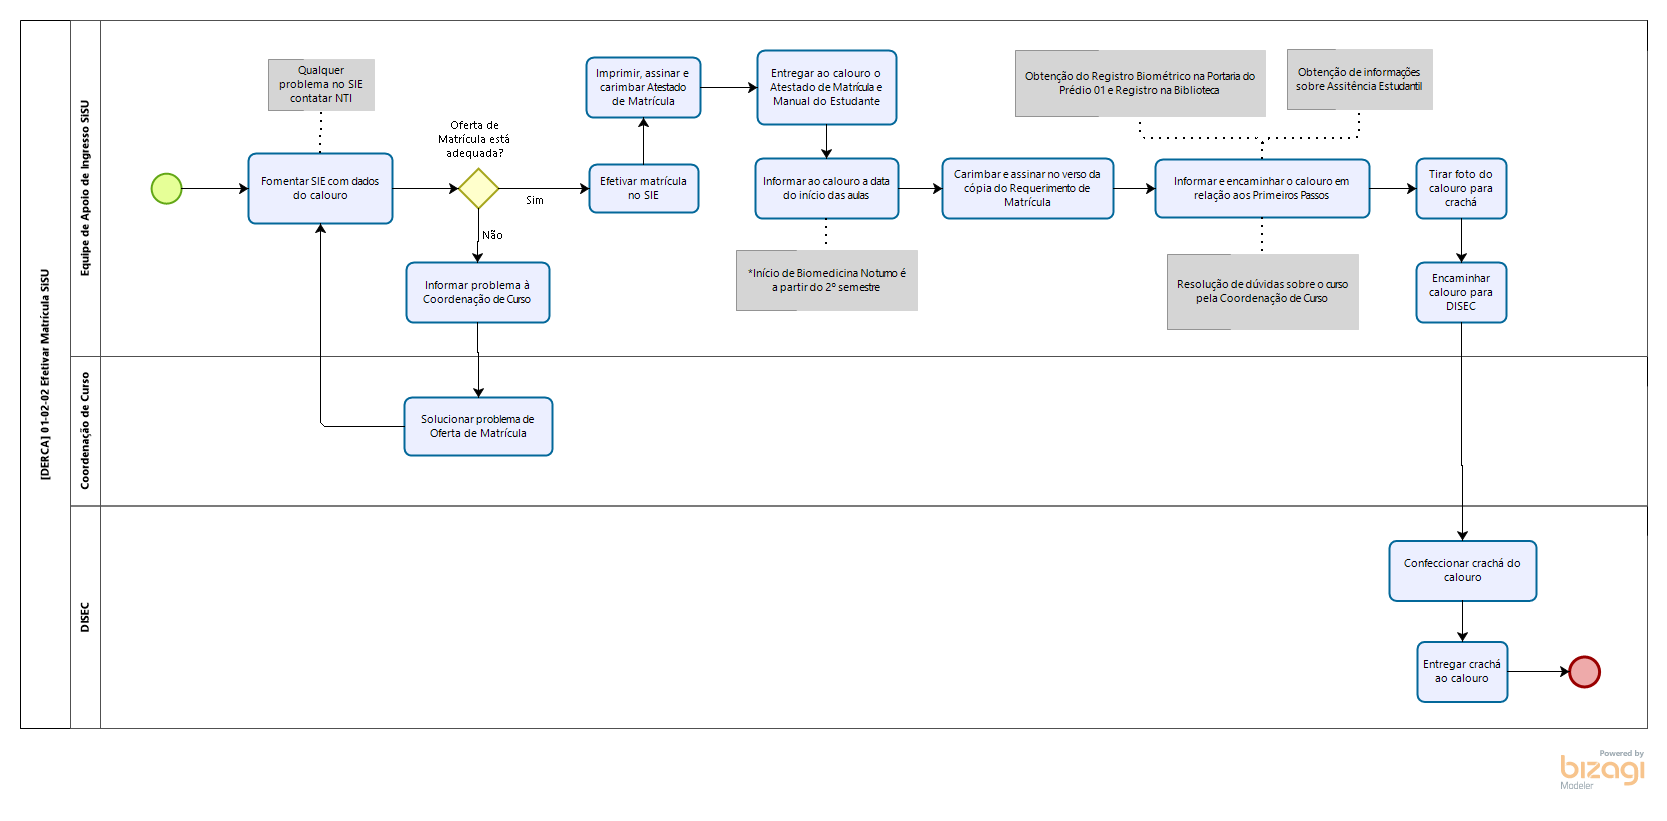 [DERCA] 01-02-02 Efetivar Matrícula SiSU
Equipe de Apoio de Ingresso SiSU
Qualquer
problema no SIE
contatar NTI
Fomentar SIE com dados
do calouro
Oferta de
Matrícula está
adequada?
Sim
Não
Informar problema à
Coordenação de Curso
Efetivar matrícula
no SIE
Imprimir, assinar e
carimbar Atestado
de Matrícula
Entregar ao calouro o
Atestado de Matrícula e
Manual do Estudante
Informar ao calouro a data
do início das aulas
*Início de Biomedicina Noturno é
a partir do 2º semestre
Carimbar e assinar no verso da
cópia do Requerimento de
Matrícula
Obtenção do Registro Biométrico na Portaria do
Prédio 01 e Registro na Biblioteca
Obtenção de informações
sobre Assitência Estudantil
Informar e encaminhar o calouro em
relação aos Primeiros Passos
Resolução de dúvidas sobre o curso
pela Coordenação de Curso
Tirar foto do
calouro para
crachá
Encaminhar
calouro para
DISEC
Coordenação de Curso
Solucionar problema de
Oferta de Matrícula
DISEC
Confeccionar crachá do
calouro
Entregar crachá
ao calouro
Powered by
bizagi
Modeler